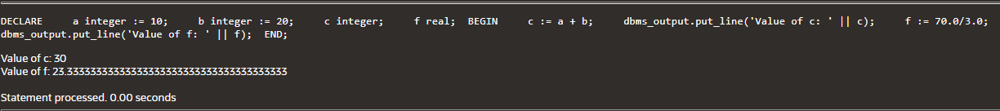 DECLARE     a integer := 10;     b integer := 20;     c integer;     f real;  BEGIN     c := a + b;     dbms_output.put_line('Value of c: ' || c);     f := 70.0/3.0;
dbms_output.put_line('Value of f: ' || f);  END;
Value of c: 30
Value of f: 23.33333333333333333333333333333333333333
Statement processed. 0.00 seconds